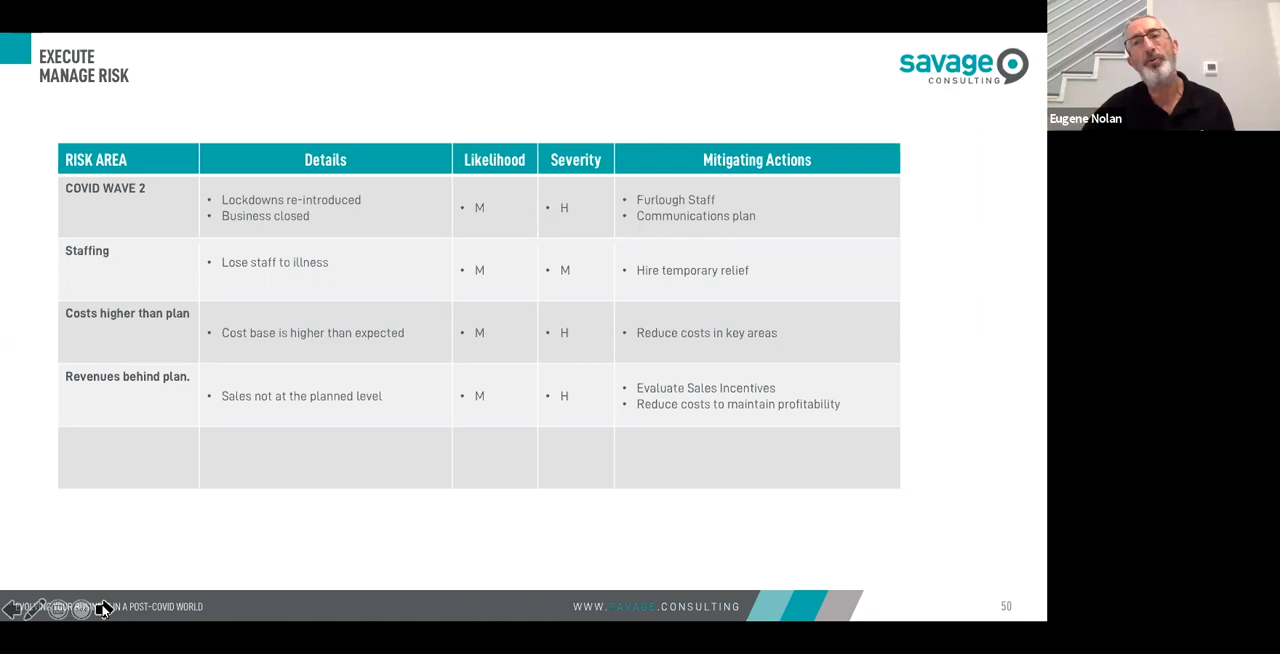 EXECUTE
MANAGE RISK
savage
CONSULTING
Eugene Nolan
RISK AREA Details Likelihood Severity Mitigating Actions
COVID WAVE 2
• Lockdowns re-introduced
• Business closed
• M
• H
• Furlough Staff
• Communications plan
Staffing
• Lose staff to illness
• M
• M
• Hire temporary relief
Costs higher than plan
• Cost base is higher than expected
• M
• H
• Reduce costs in key areas
Revenues behind plan.
• Sales not at the planned level
• M
• H
• Evaluate Sales Incentives
• Reduce costs to maintain profitability
IN A POST-COVID WORLD
WWW.SAVAGE.CONSULTING
50